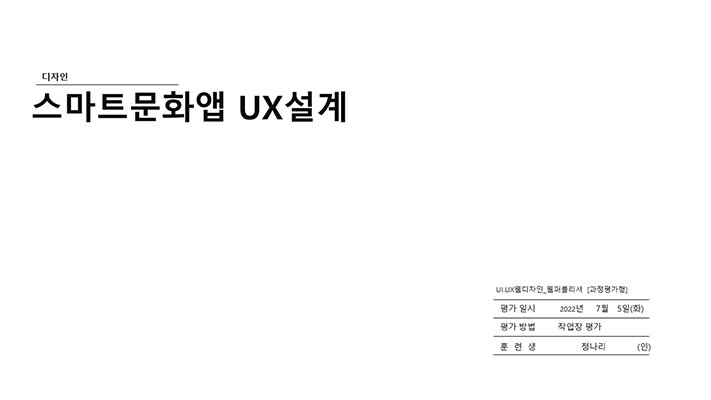 디자인
스마트문화앱 UX설계
UI.UX웹디자인_웹퍼블리셔 [과정평가형]
평가 일시 2022년 7월 5일(화)
평가 방법 작업장 평가
훈 련 생 정나리 (인)